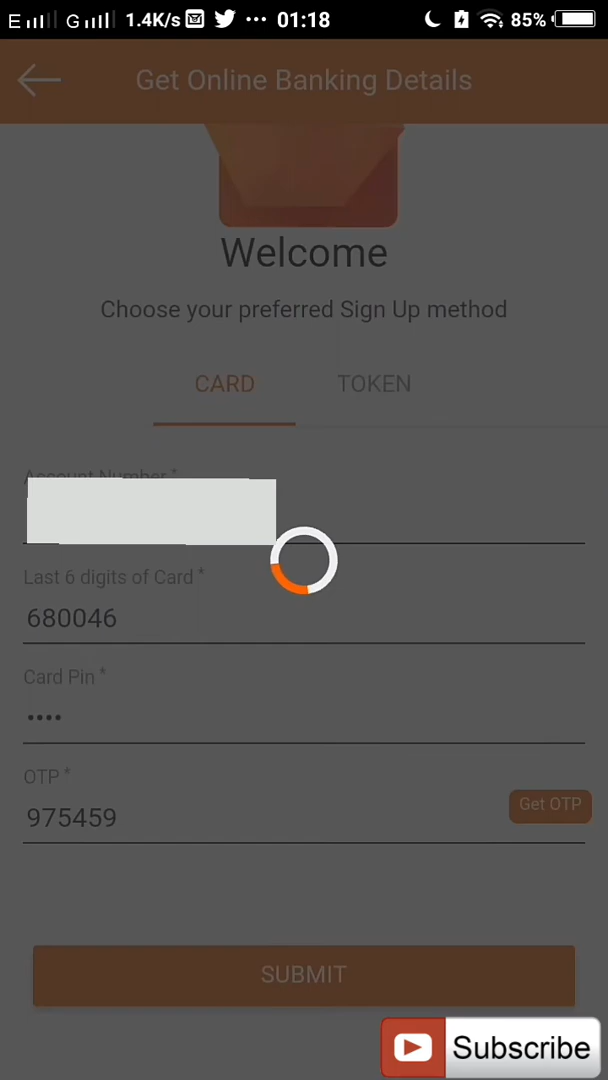 E G 1.4K/s ••• 01:18 85%
Get Online Banking Details
Welcome
Choose your preferred Sign Up method
CARD TOKEN
Account Number *
Last 6 digits of Card *
680046
Card Pin *
••••
OTP *
Get OTP
975459
SUBMIT
Subscribe